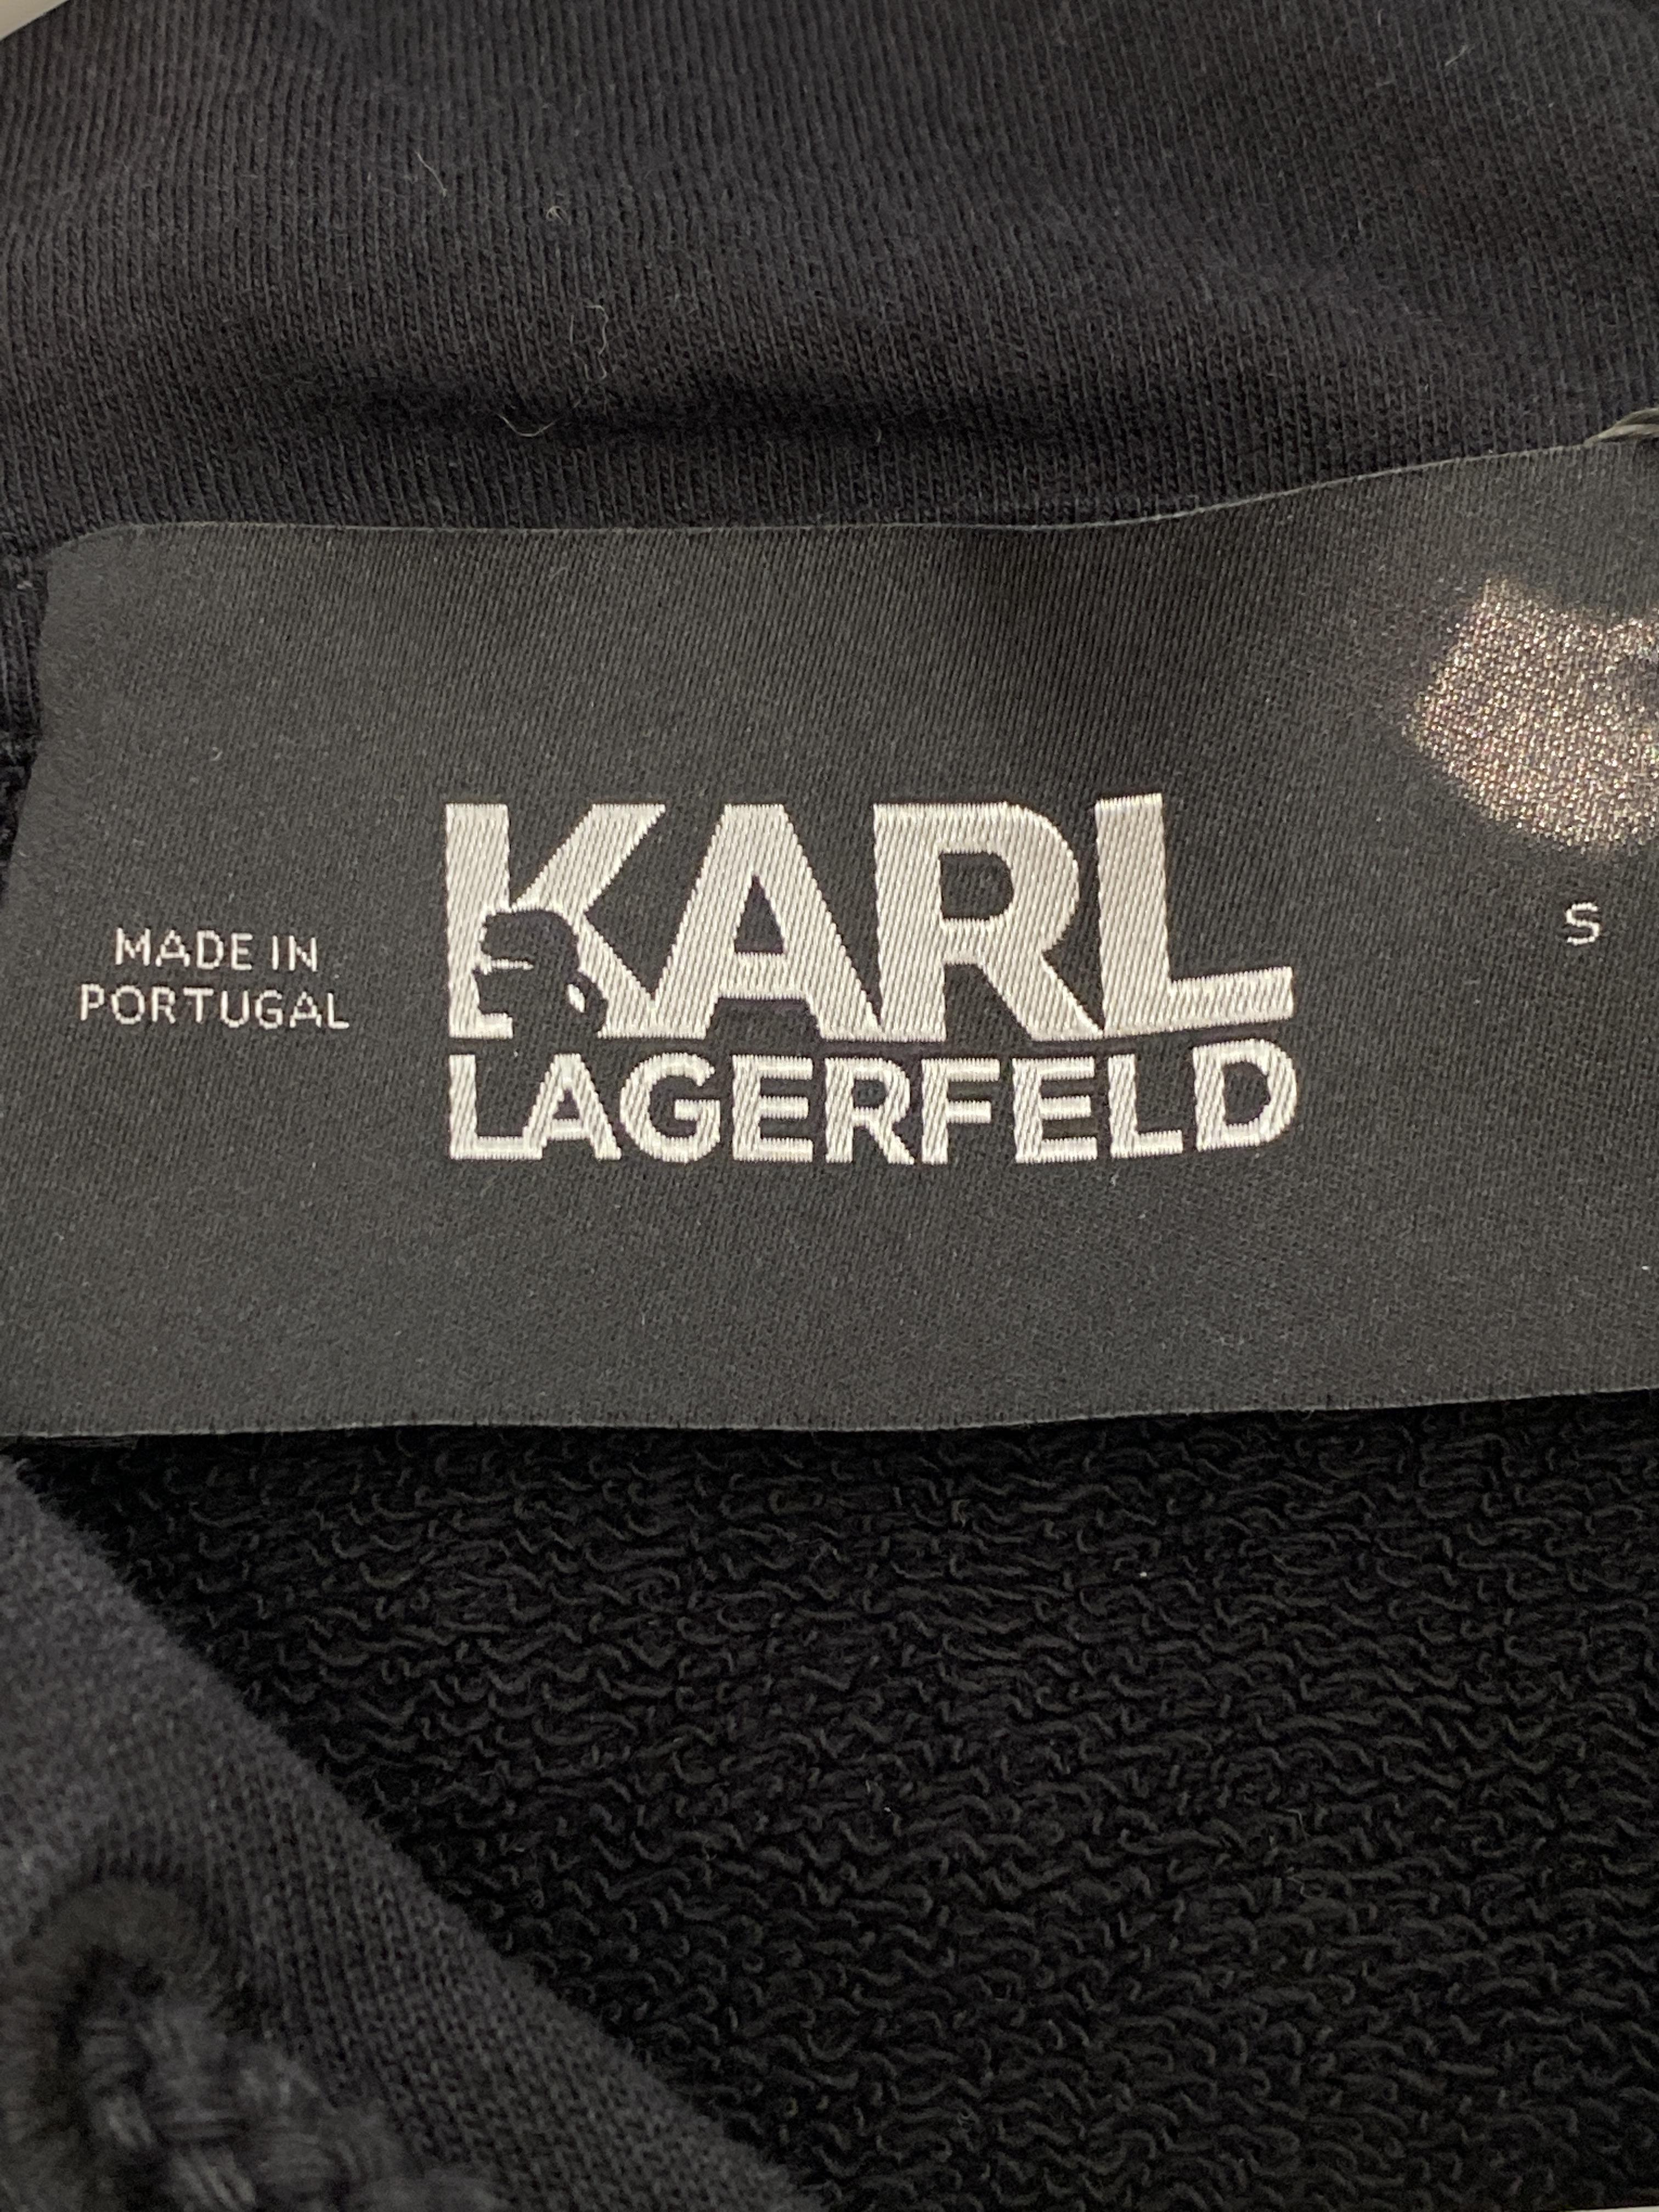 MADE IN
PORTUGAL
KARL
LAGERFELD
S